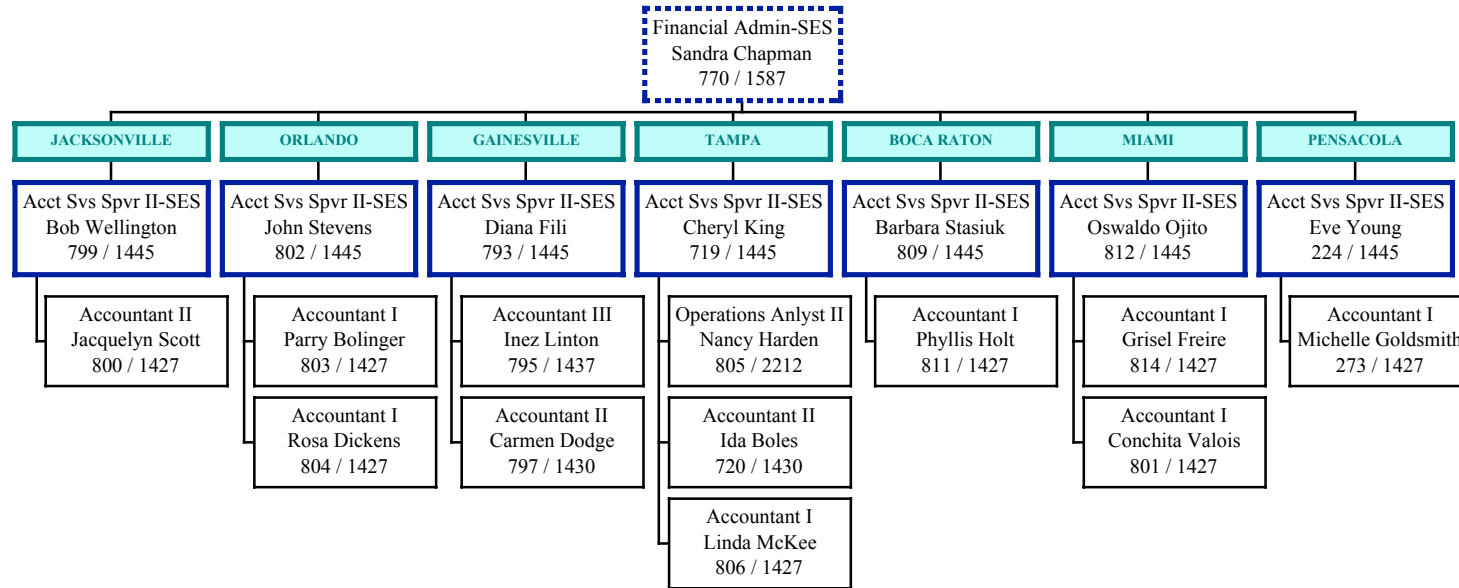 Financial Admin-SES
Sandra Chapman
770 / 1587
JACKSONVILLE
ORLANDO
GAINESVILLE
TAMPA
BOCA RATON
MIAMI
PENSACOLA
Acct Svs Spvr II-SES
Bob Wellington
799 / 1445
Acct Svs Spvr II-SES
John Stevens
802 / 1445
Acct Svs Spvr II-SES
Diana Fili
793 / 1445
Acct Svs Spvr II-SES
Cheryl King
719 / 1445
Acct Svs Spvr II-SES
Barbara Stasiuk
809 / 1445
Acct Svs Spvr II-SES
Oswaldo Ojito
812 / 1445
Acct Svs Spvr II-SES
Eve Young
224 / 1445
Accountant II
Jacquelyn Scott
800 / 1427
Accountant I
Parry Bolinger
803 / 1427
Accountant III
Inez Linton
795 / 1437
Operations Anlyst II
Nancy Harden
805 / 2212
Accountant I
Phyllis Holt
811 / 1427
Accountant I
Grisel Freire
814 / 1427
Accountant I
Michelle Goldsmith
273 / 1427
Accountant I
Rosa Dickens
804 / 1427
Accountant II
Carmen Dodge
797 / 1430
Accountant II
Ida Boles
720 / 1430
Accountant I
Conchita Valois
801 / 1427
Accountant I
Linda McKee
806 / 1427